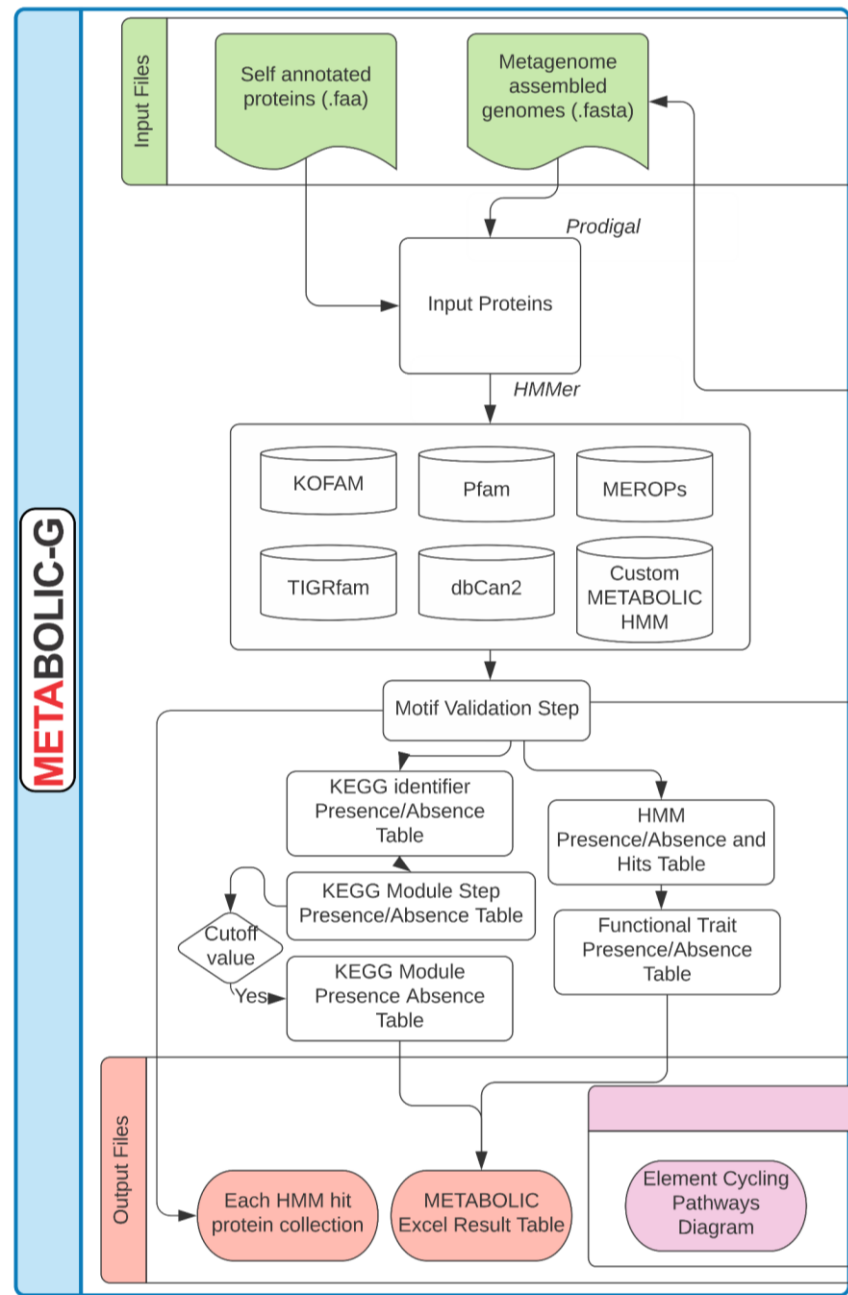 METABOLIC-G
Input Files
Self annotated
proteins (.faa)
Metagenome
assembled
genomes (.fasta)
Prodigal
Input Proteins
HMMer
KOFAM
Pfam
MEROPs
TIGRfam
dbCan2
Custom
METABOLIC
HMM
Motif Validation Step
KEGG identifier
Presence/Absence
Table
HMM
Presence/Absence and
Hits Table
KEGG Module Step
Presence/Absence Table
Cutoff
value
Yes
KEGG Module
Presence Absence
Table
Functional Trait
Presence/Absence
Table
Output Files
Each HMM hit
protein collection
METABOLIC
Excel Result Table
Element Cycling
Pathways
Diagram